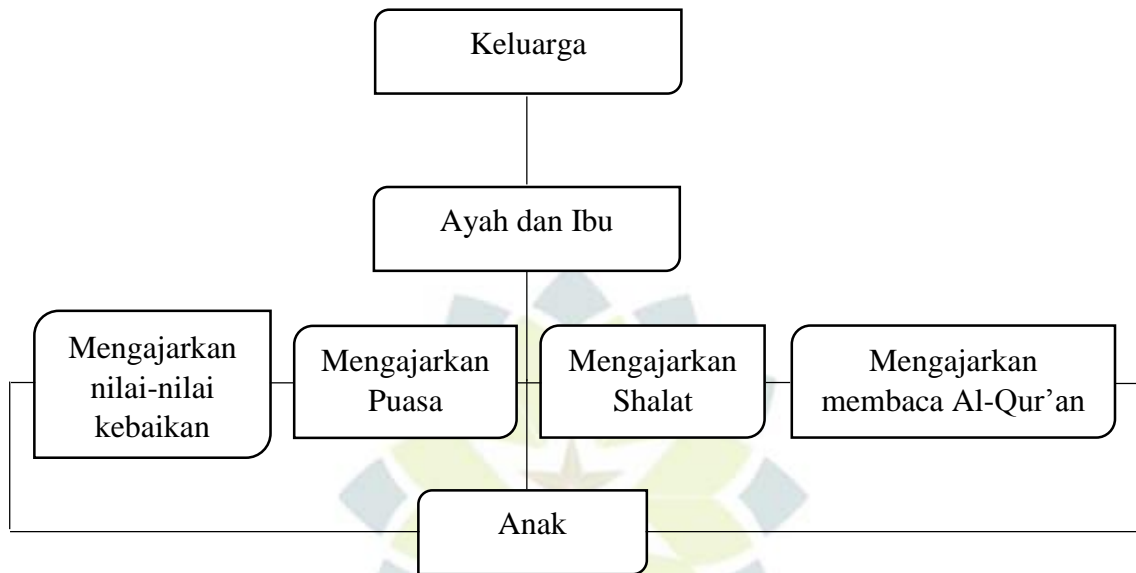 Keluarga
Ayah dan Ibu
Mengajarkan
nilai-nilai
kebaikan
Mengajarkan
Puasa
Mengajarkan
Shalat
Mengajarkan
membaca Al-Qur’an
Anak